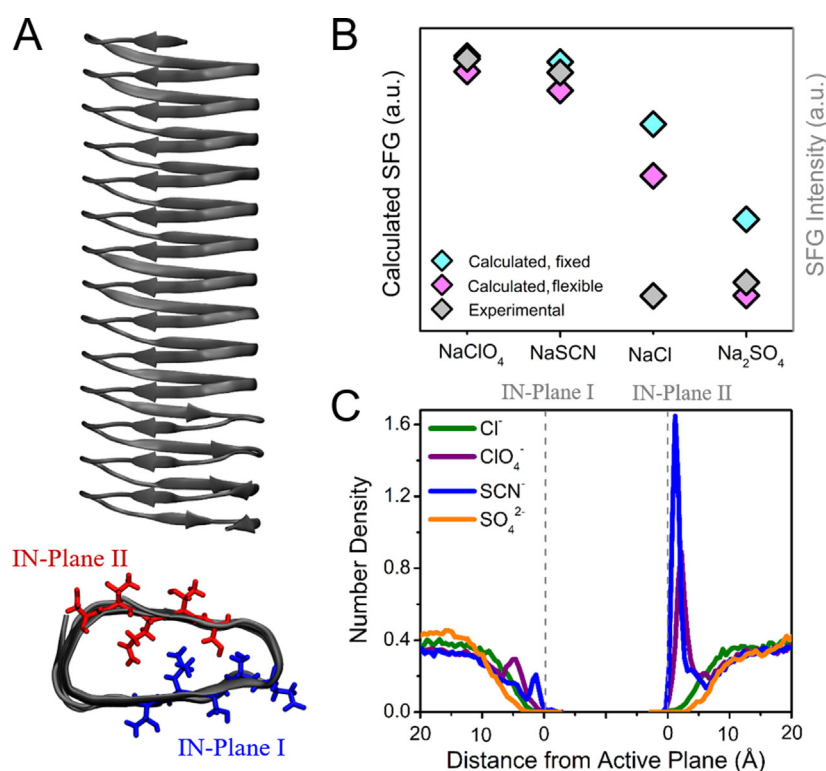 A
IN-Plane II
IN-Plane I
B
Calculated SFG (a.u.)
SFG Intensity (a.u.)
Calculated, fixed
Calculated, flexible
Experimental
NaClO₄
NaSCN
NaCl
Na₂SO₄
C
IN-Plane I
IN-Plane II
Number Density
1.6
1.2
0.8
0.4
0.0
Cl⁻
ClO₄⁻
SCN⁻
SO₄²⁻
20 10 0 0 10 20
Distance from Active Plane (Å)